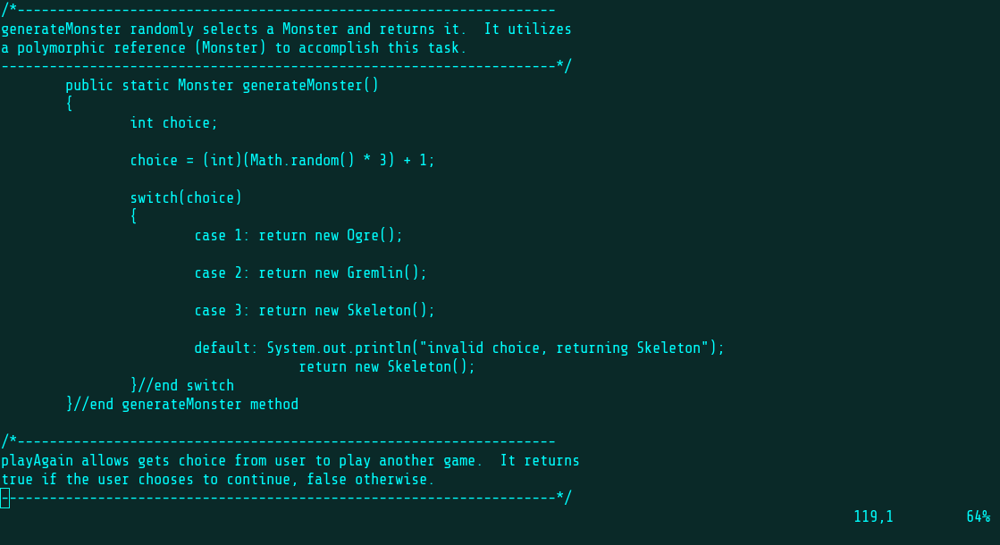 /*-------------------------------------------------------------------
generateMonster randomly selects a Monster and returns it.  It utilizes
a polymorphic reference (Monster) to accomplish this task.
---------------------------------------------------------------------*/
        public static Monster generateMonster()
        {
                int choice;

                choice = (int)(Math.random() * 3) + 1;

                switch(choice)
                {
                        case 1: return new Ogre();

                        case 2: return new Gremlin();

                        case 3: return new Skeleton();

                        default: System.out.println("invalid choice, returning Skeleton");
                                     return new Skeleton();
                }//end switch
        }//end generateMonster method

/*-------------------------------------------------------------------
playAgain allows gets choice from user to play another game.  It returns
true if the user chooses to continue, false otherwise.
---------------------------------------------------------------------*/
119,1         64%